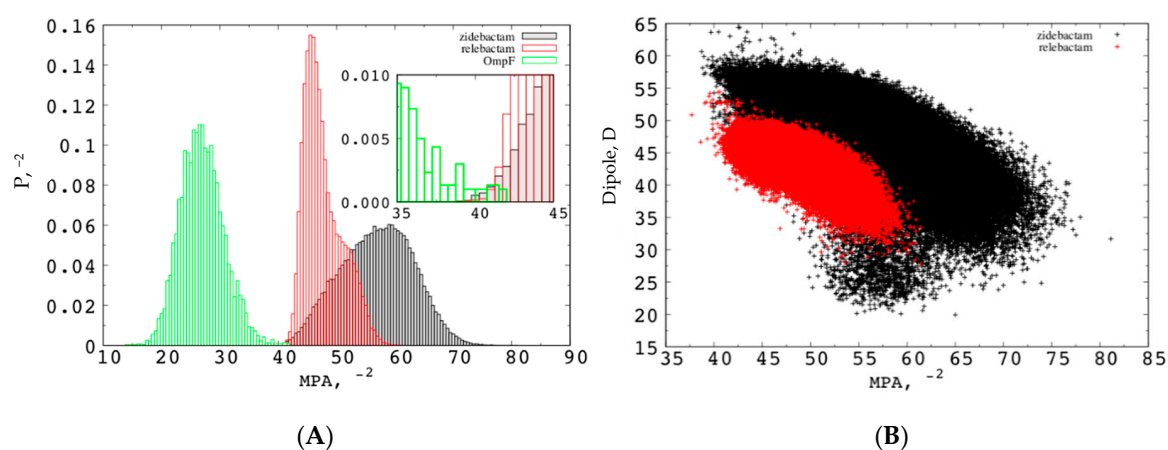 zidebactam
relebactam
OmpF
P, -2
0.16
0.14
0.12
0.1
0.08
0.06
0.04
0.02
0
0.010
0.005
0.000
35 40 45
10 20 30 40 50 60 70 80 90
MPA, -2
(A)
zidebactam
relebactam
Dipole, D
65
60
55
50
45
40
35
30
25
20
15
35 40 45 50 55 60 65 70 75 80 85
MPA, -2
(B)